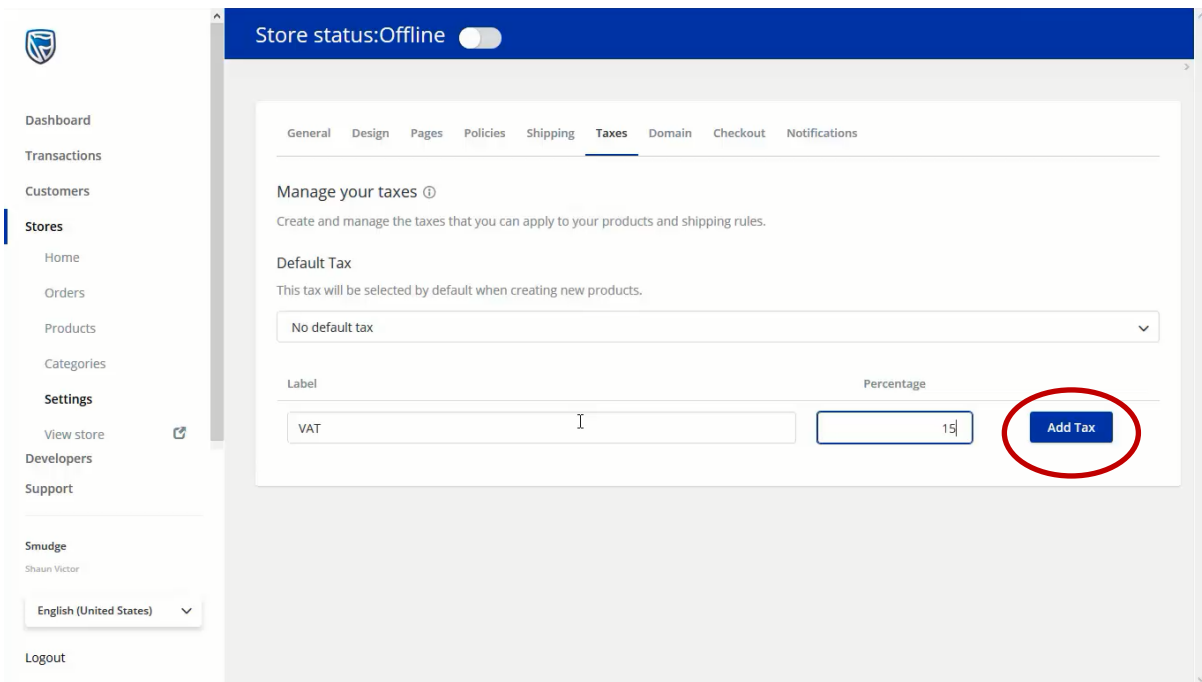 Store status:Offline
Dashboard
Transactions
Customers
Stores
Home
Orders
Products
Categories
Settings
View store
Developers
Support
Smudge
Shaun Victor
English (United States)
Logout
General Design Pages Policies Shipping Taxes Domain Checkout Notifications
Manage your taxes
Create and manage the taxes that you can apply to your products and shipping rules.
Default Tax
This tax will be selected by default when creating new products.
No default tax
Label Percentage
VAT 15 Add Tax